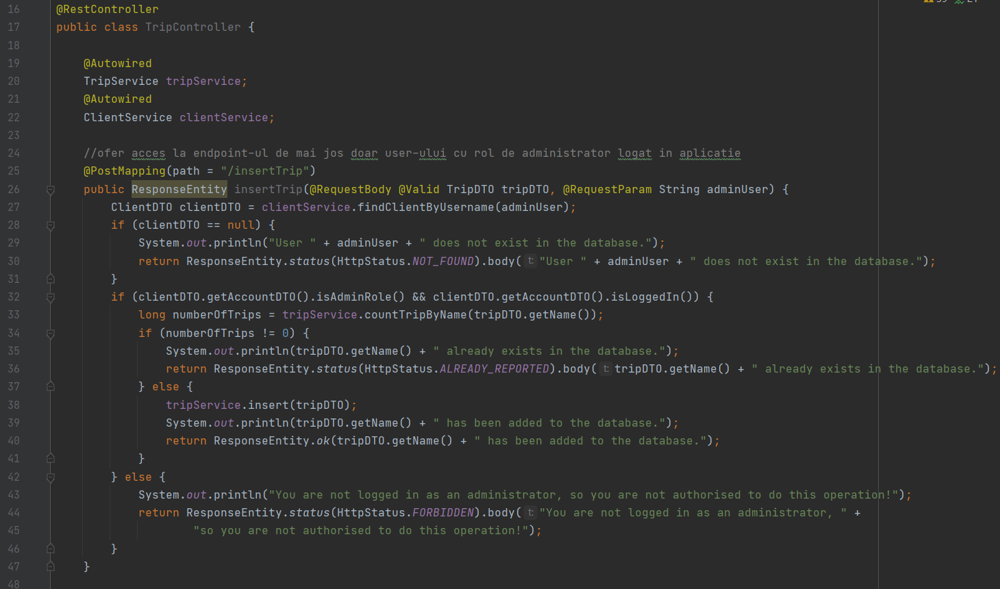 16 @RestController
17 public class TripController {
18
19 @Autowired
20 TripService tripService;
21 @Autowired
22 ClientService clientService;
23
24 //ofer acces la endpoint-ul de mai jos doar user-ului cu rol de administrator logat in aplicatie
25 @PostMapping(path = "/insertTrip")
26 public ResponseEntity insertTrip(@RequestBody @Valid TripDTO tripDTO, @RequestParam String adminUser) {
27 ClientDTO clientDTO = clientService.findClientByUsername(adminUser);
28 if (clientDTO == null) {
29 System.out.println("User " + adminUser + " does not exist in the database.");
30 return ResponseEntity.status(HttpStatus.NOT_FOUND).body( t: "User " + adminUser + " does not exist in the database.");
31 }
32 if (clientDTO.getAccountDTO().isAdminRole() && clientDTO.getAccountDTO().isLoggedIn()) {
33 long numberOfTrips = tripService.countTripByName(tripDTO.getName());
34 if (numberOfTrips != 0) {
35 System.out.println(tripDTO.getName() + " already exists in the database.");
36 return ResponseEntity.status(HttpStatus.ALREADY_REPORTED).body( t: tripDTO.getName() + " already exists in the database.");
37 } else {
38 tripService.insert(tripDTO);
39 System.out.println(tripDTO.getName() + " has been added to the database.");
40 return ResponseEntity.ok(tripDTO.getName() + " has been added to the database.");
41 }
42 } else {
43 System.out.println("You are not logged in as an administrator, so you are not authorised to do this operation!");
44 return ResponseEntity.status(HttpStatus.FORBIDDEN).body( t: "You are not logged in as an administrator, " +
45 "so you are not authorised to do this operation!");
46 }
47 }
48